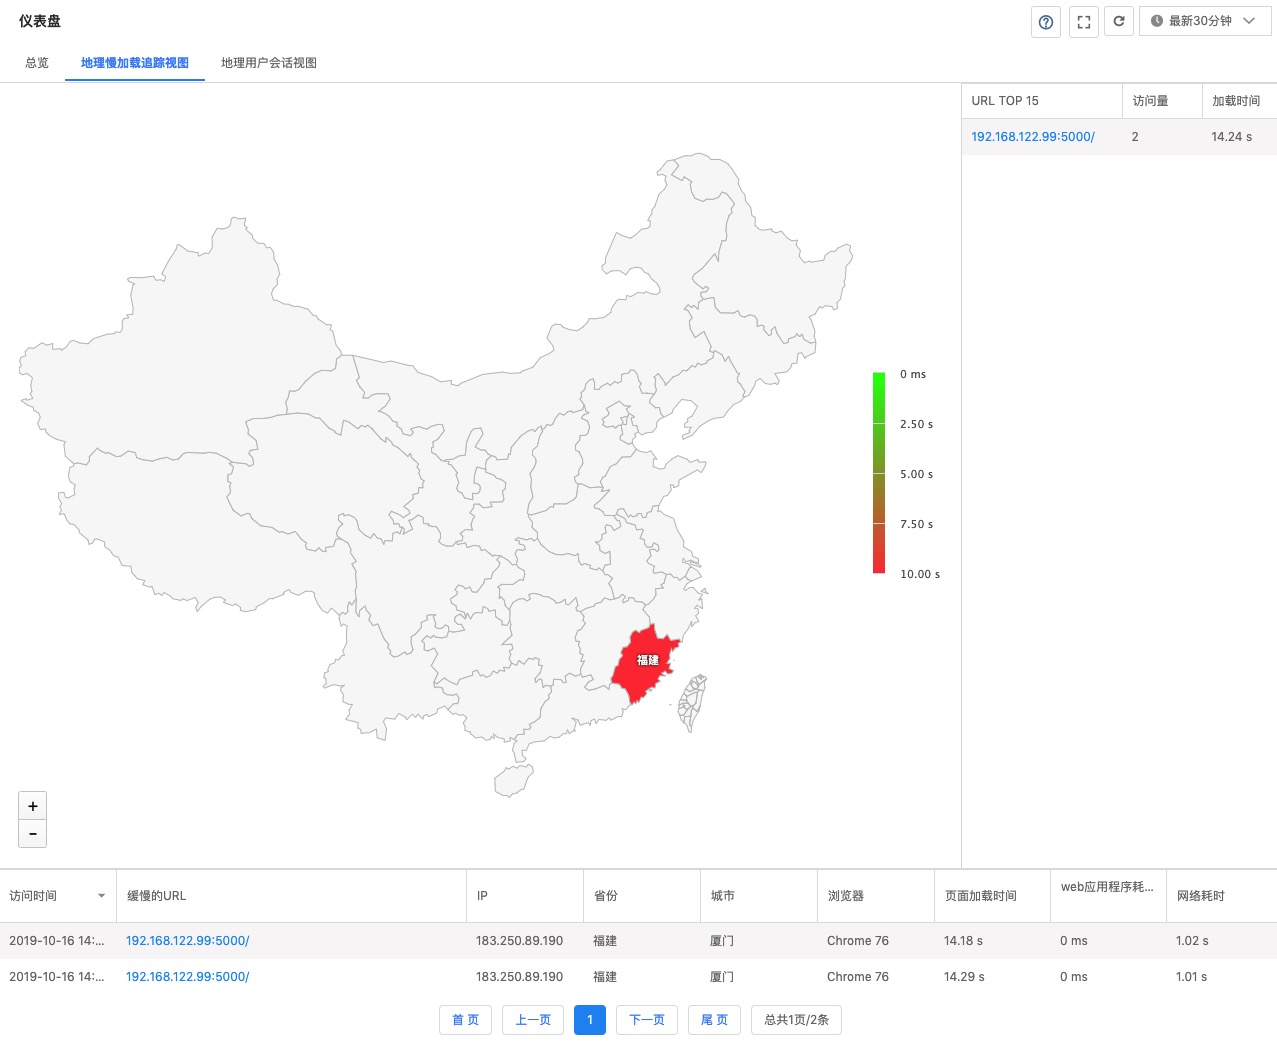 仪表盘
最新30分钟
总览 地理慢加载追踪视图 地理用户会话视图
URL TOP 15 访问量 加载时间
192.168.122.99:5000/ 2 14.24 s
0 ms
2.50 s
5.00 s
7.50 s
10.00 s
福建
+
-
访问时间 缓慢的URL IP 省份 城市 浏览器 页面加载时间 web应用程序耗... 网络耗时
2019-10-16 14:... 192.168.122.99:5000/ 183.250.89.190 福建 厦门 Chrome 76 14.18 s 0 ms 1.02 s
2019-10-16 14:... 192.168.122.99:5000/ 183.250.89.190 福建 厦门 Chrome 76 14.29 s 0 ms 1.01 s
首 页 上一页 1 下一页 尾 页 总共1页/2条